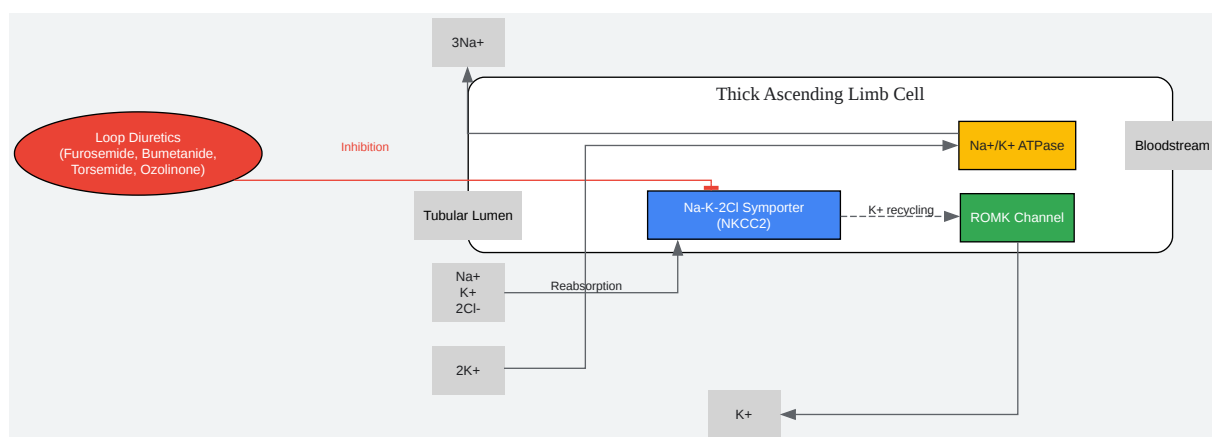 3Na+
Thick Ascending Limb Cell
Loop Diuretics
(Furosemide, Bumetanide,
Torsemide, Ozolinone)
Inhibition
Na+/K+ ATPase
Bloodstream
Tubular Lumen
Na-K-2Cl Symporter
(NKCC2)
K+ recycling
ROMK Channel
Na+
K+
2Cl-
Reabsorption
2K+
K+